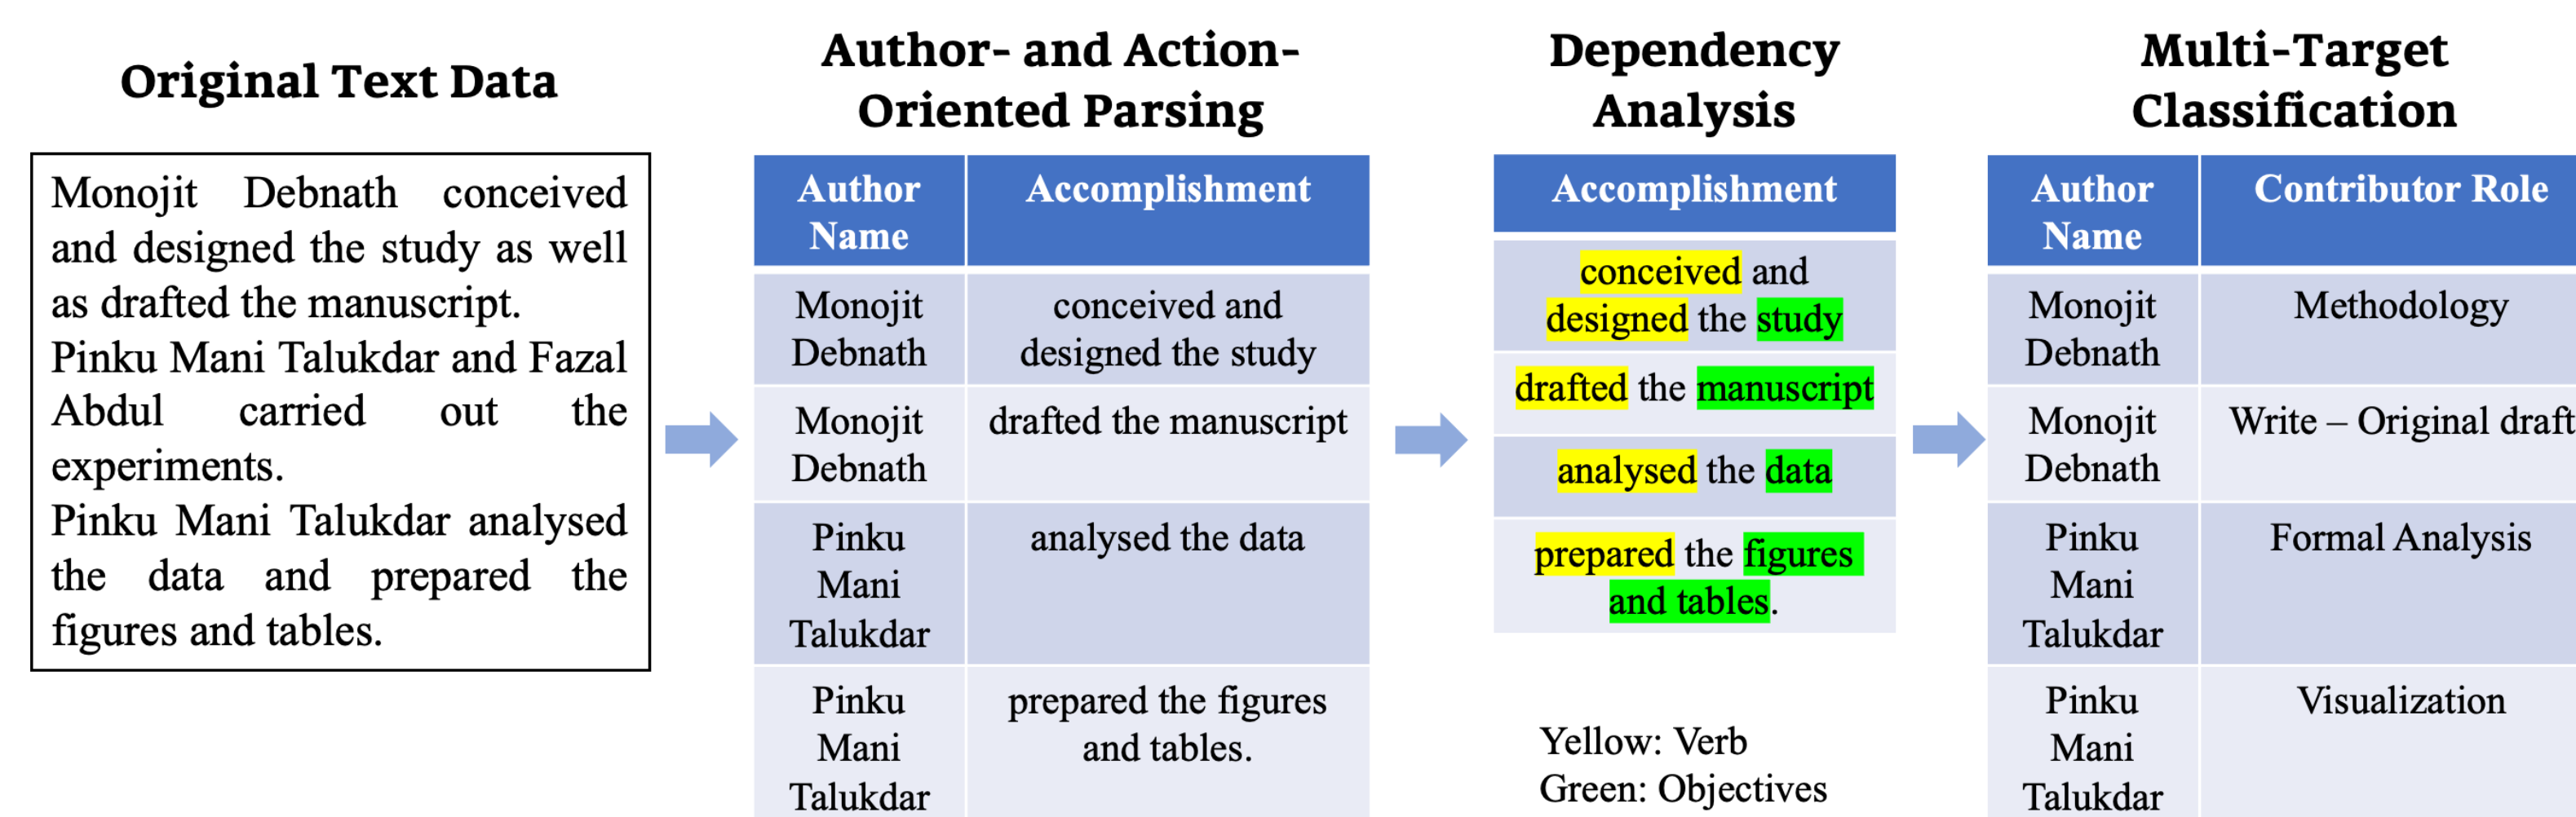 Original Text Data
Monojit Debnath conceived
and designed the study as well
as drafted the manuscript.
Pinku Mani Talukdar and Fazal
Abdul carried out the
experiments.
Pinku Mani Talukdar analysed
the data and prepared the
figures and tables.
Author- and Action-
Oriented Parsing
Author
Name
Accomplishment
Monojit
Debnath
conceived and
designed the study
Monojit
Debnath
drafted the manuscript
Pinku
Mani
Talukdar
analysed the data
Pinku
Mani
Talukdar
prepared the figures
and tables.
Dependency
Analysis
Accomplishment
conceived and
designed the study
drafted the manuscript
analysed the data
prepared the figures
and tables.
Yellow: Verb
Green: Objectives
Multi-Target
Classification
Author
Name
Contributor Role
Monojit
Debnath
Methodology
Monojit
Debnath
Write – Original draft
Pinku
Mani
Talukdar
Formal Analysis
Pinku
Mani
Talukdar
Visualization